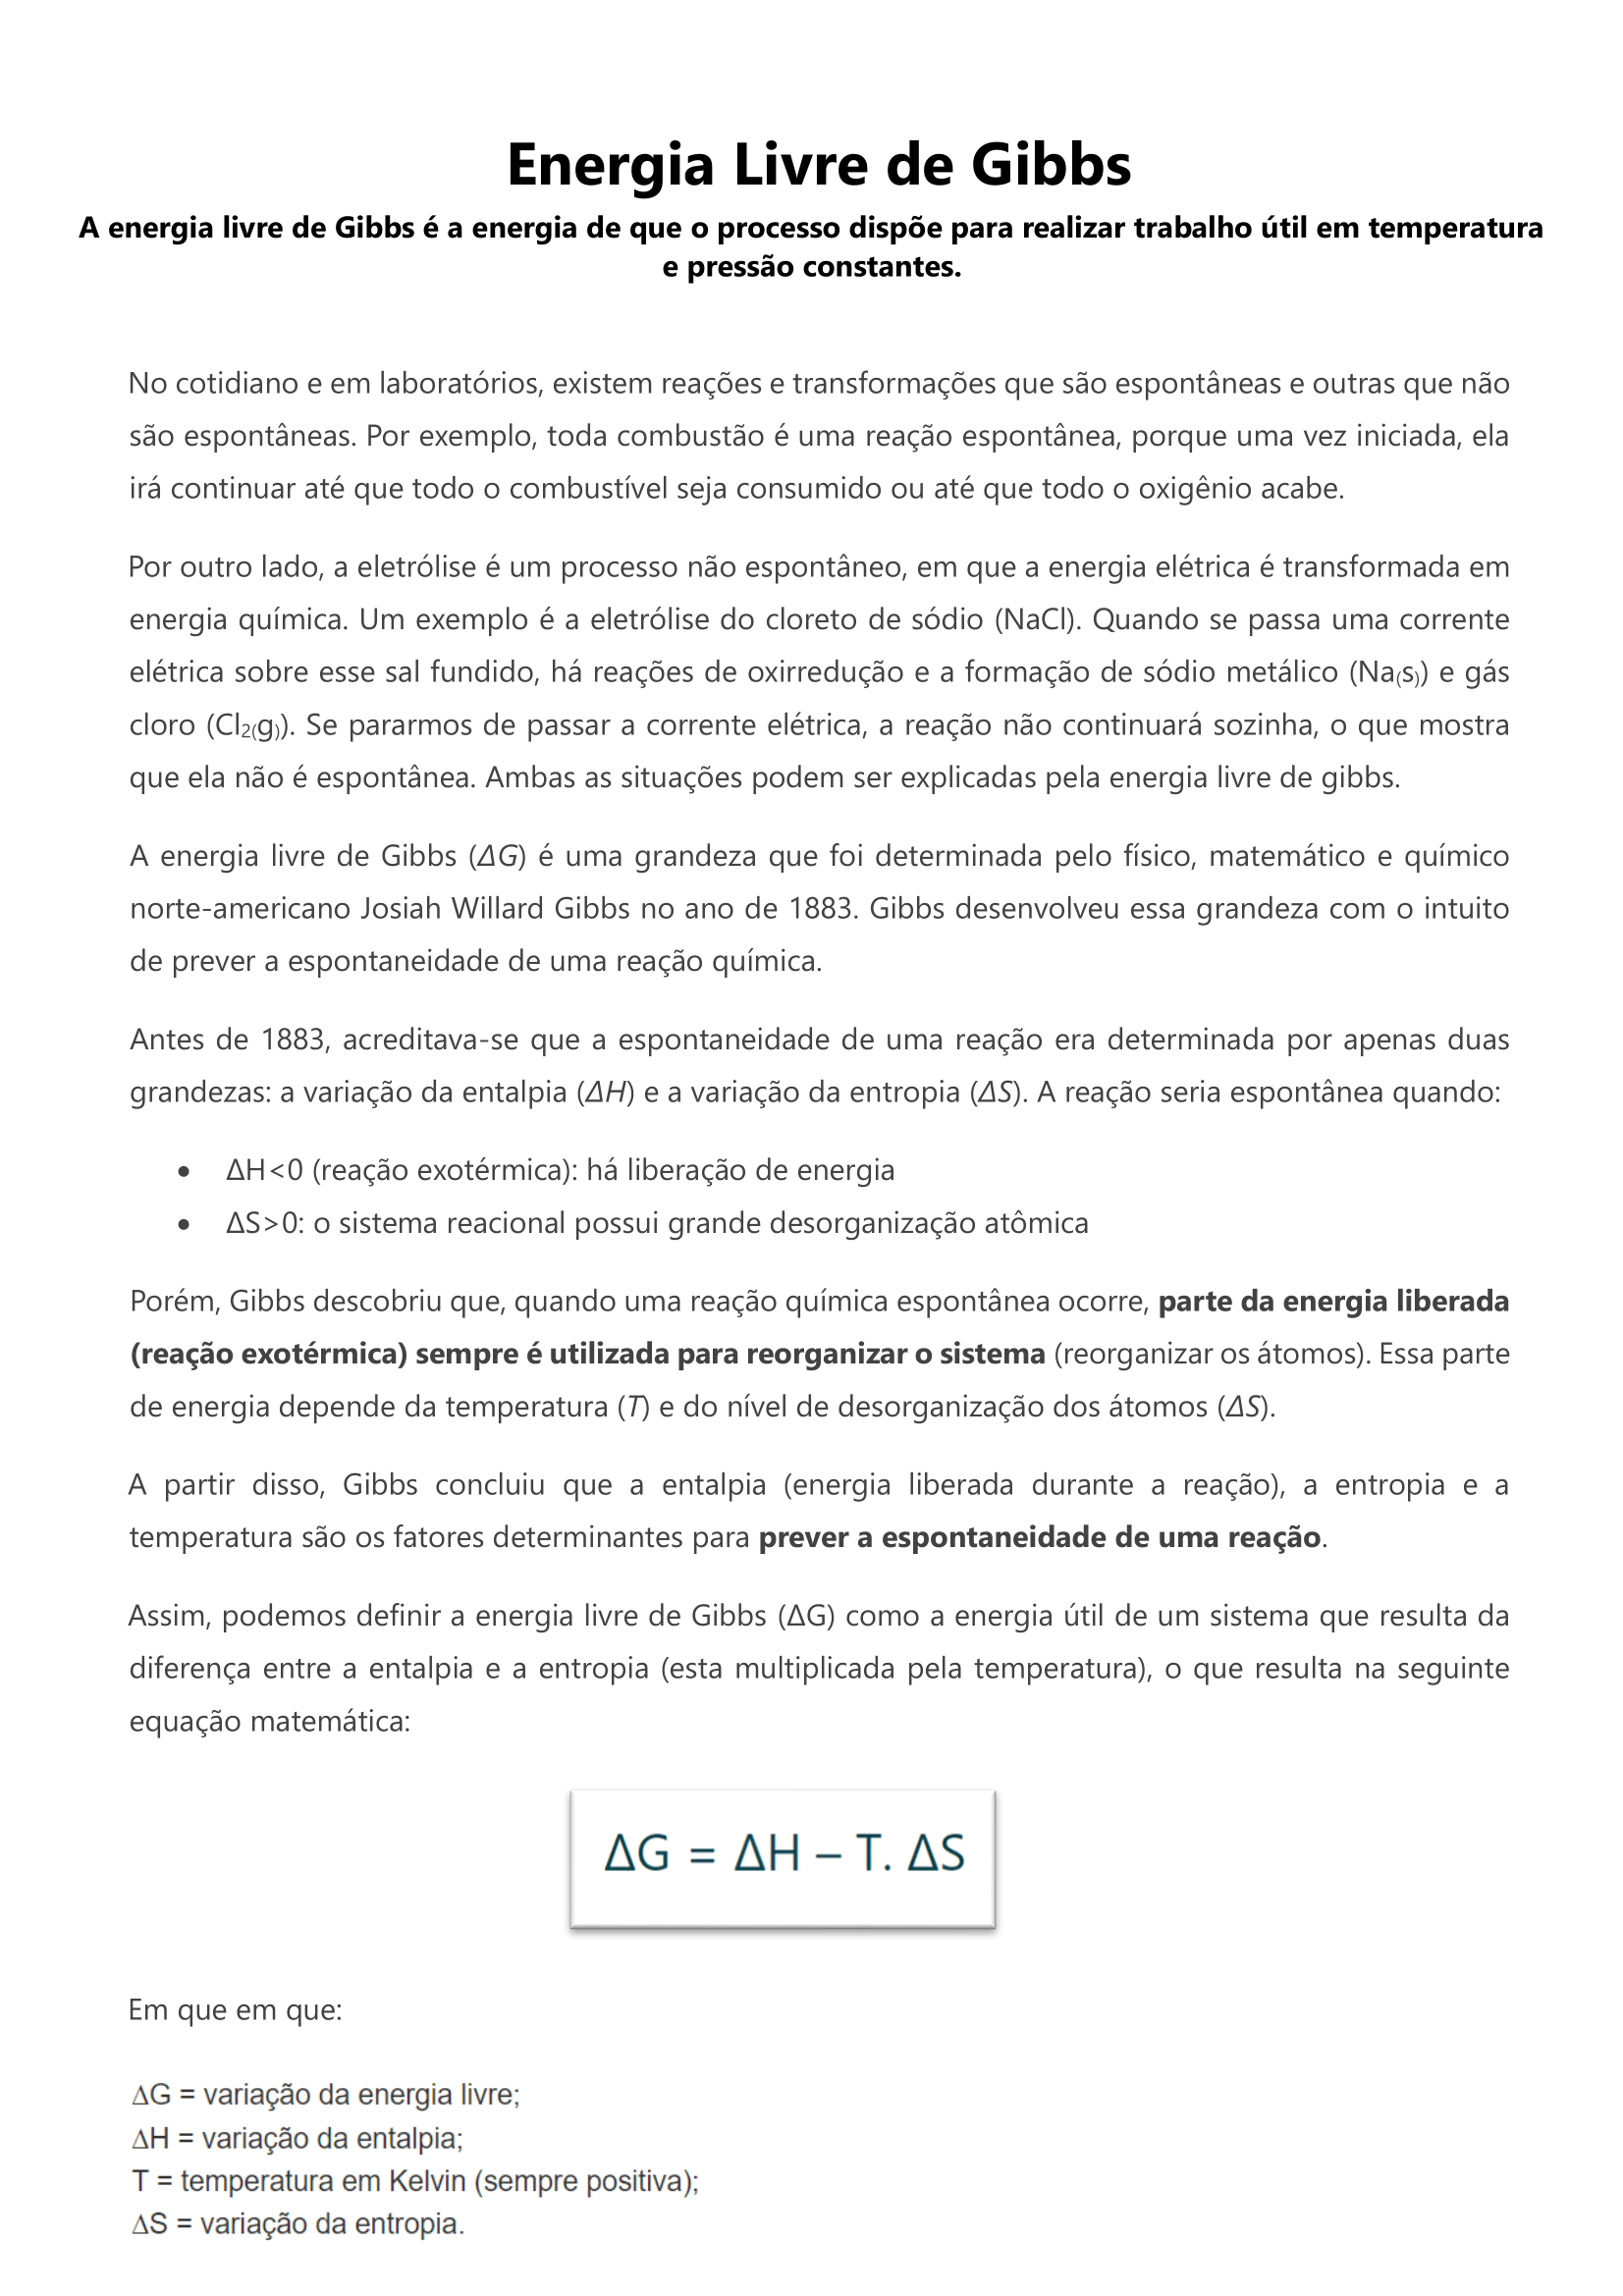 Energia Livre de Gibbs
A energia livre de Gibbs é a energia de que o processo dispõe para realizar trabalho útil em temperatura
e pressão constantes.
No cotidiano e em laboratórios, existem reações e transformações que são espontâneas e outras que não
são espontâneas. Por exemplo, toda combustão é uma reação espontânea, porque uma vez iniciada, ela
irá continuar até que todo o combustível seja consumido ou até que todo o oxigênio acabe.
Por outro lado, a eletrólise é um processo não espontâneo, em que a energia elétrica é transformada em
energia química. Um exemplo é a eletrólise do cloreto de sódio (NaCl). Quando se passa uma corrente
elétrica sobre esse sal fundido, há reações de oxirredução e a formação de sódio metálico (Na₍s₎) e gás
cloro (Cl₂₍g₎). Se pararmos de passar a corrente elétrica, a reação não continuará sozinha, o que mostra
que ela não é espontânea. Ambas as situações podem ser explicadas pela energia livre de gibbs.
A energia livre de Gibbs (ΔG) é uma grandeza que foi determinada pelo físico, matemático e químico
norte-americano Josiah Willard Gibbs no ano de 1883. Gibbs desenvolveu essa grandeza com o intuito
de prever a espontaneidade de uma reação química.
Antes de 1883, acreditava-se que a espontaneidade de uma reação era determinada por apenas duas
grandezas: a variação da entalpia (ΔH) e a variação da entropia (ΔS). A reação seria espontânea quando:
• ΔH<0 (reação exotérmica): há liberação de energia
• ΔS>0: o sistema reacional possui grande desorganização atômica
Porém, Gibbs descobriu que, quando uma reação química espontânea ocorre, parte da energia liberada
(reação exotérmica) sempre é utilizada para reorganizar o sistema (reorganizar os átomos). Essa parte
de energia depende da temperatura (T) e do nível de desorganização dos átomos (ΔS).
A partir disso, Gibbs concluiu que a entalpia (energia liberada durante a reação), a entropia e a
temperatura são os fatores determinantes para prever a espontaneidade de uma reação.
Assim, podemos definir a energia livre de Gibbs (ΔG) como a energia útil de um sistema que resulta da
diferença entre a entalpia e a entropia (esta multiplicada pela temperatura), o que resulta na seguinte
equação matemática:
ΔG = ΔH – T. ΔS
Em que em que:
ΔG = variação da energia livre;
ΔH = variação da entalpia;
T = temperatura em Kelvin (sempre positiva);
ΔS = variação da entropia.